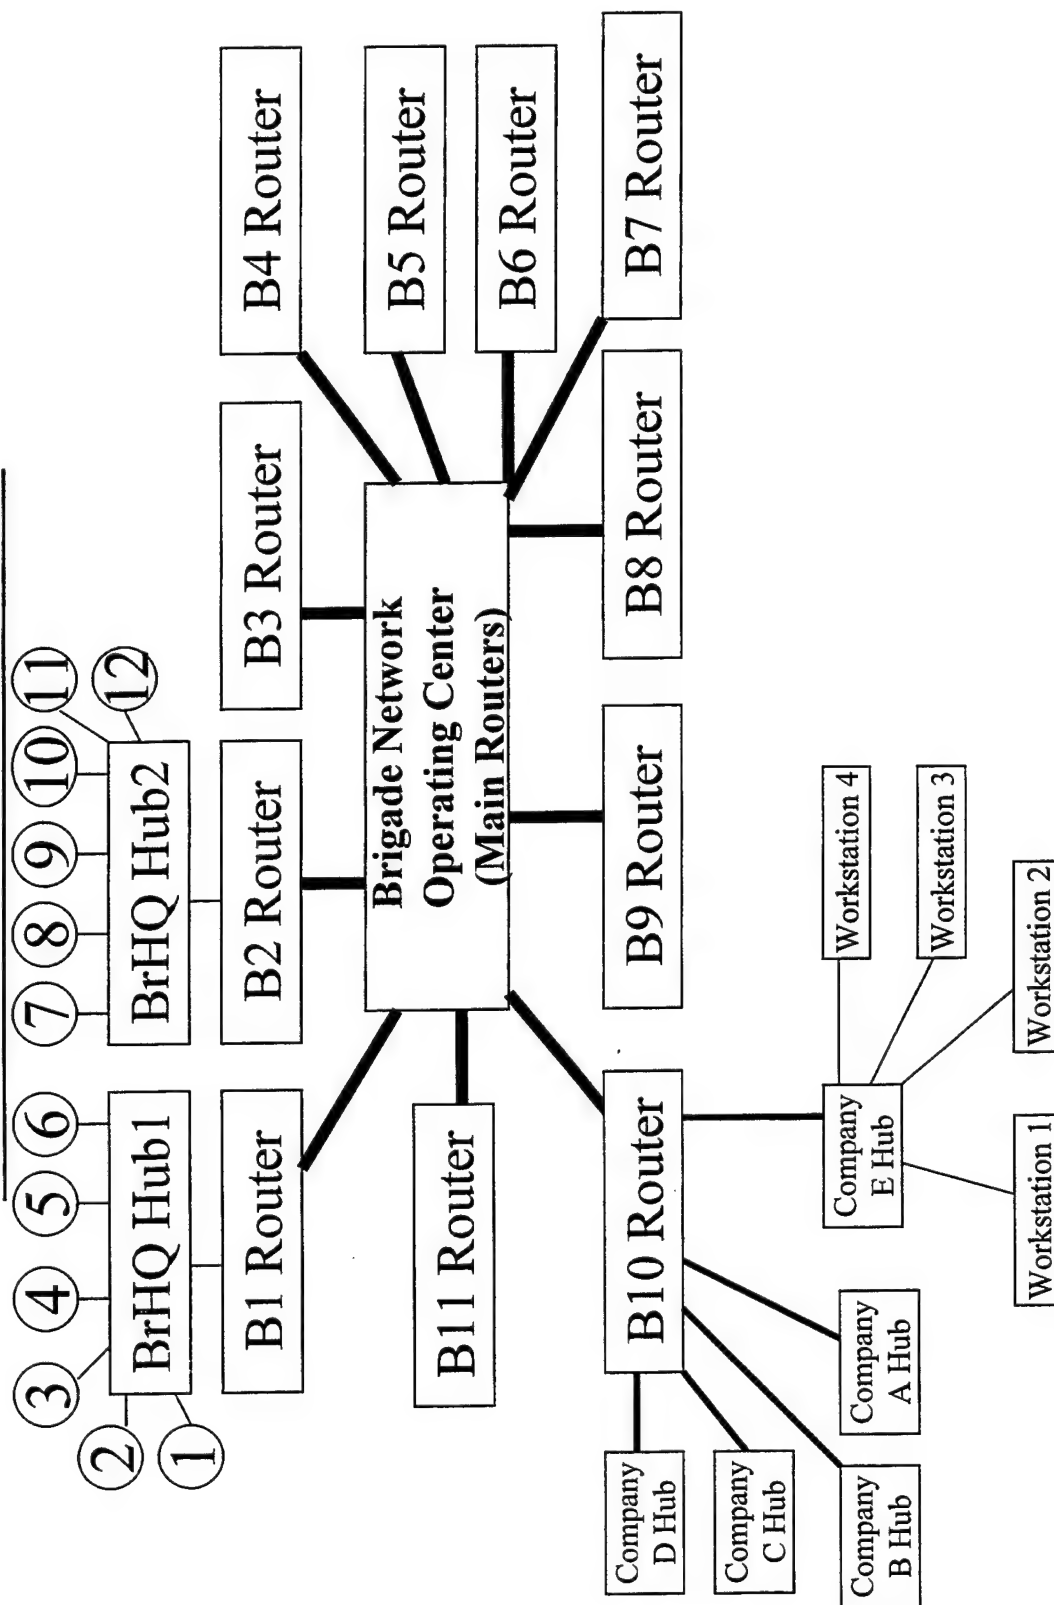 3
4
5
6
7
8
9
10
11
2
1
12
BrHQ Hub1
BrHQ Hub2
B1 Router
B2 Router
B3 Router
B4 Router
B11 Router
Brigade Network
Operating Center
(Main Routers)
B5 Router
B6 Router
B10 Router
B9 Router
B8 Router
B7 Router
Company
D Hub
Company
C Hub
Company
B Hub
Company
A Hub
Company
E Hub
Workstation 4
Workstation 3
Workstation 1
Workstation 2